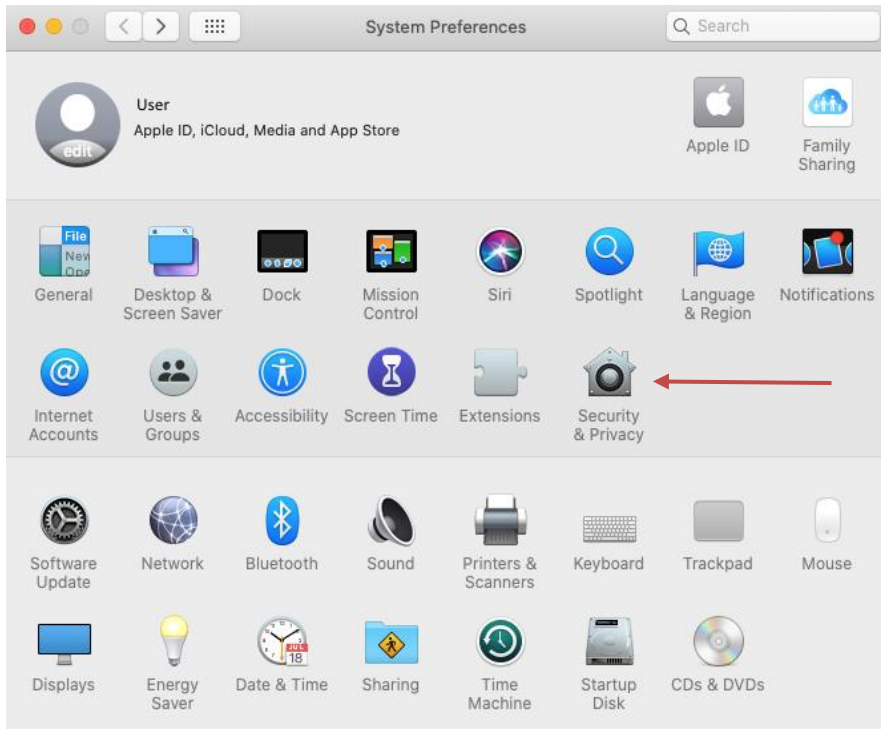 System Preferences
Search
User
Apple ID, iCloud, Media and App Store
edit
Apple ID
Family
Sharing
File
New
Ope
General
Desktop &
Screen Saver
Dock
Mission
Control
Siri
Spotlight
Language
& Region
Notifications
@
Internet
Accounts
Users &
Groups
Accessibility
Screen Time
Extensions
Security
& Privacy
Software
Update
Network
Bluetooth
Sound
Printers &
Scanners
Keyboard
Trackpad
Mouse
Displays
Energy
Saver
JUL
18
Date & Time
Sharing
Time
Machine
Startup
Disk
CDs & DVDs